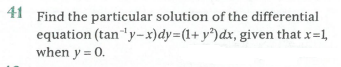 41 Find the particular solution of the differential
equation (tan⁻¹y–x)dy=(1+ y²)dx, given that x=1,
when y = 0.